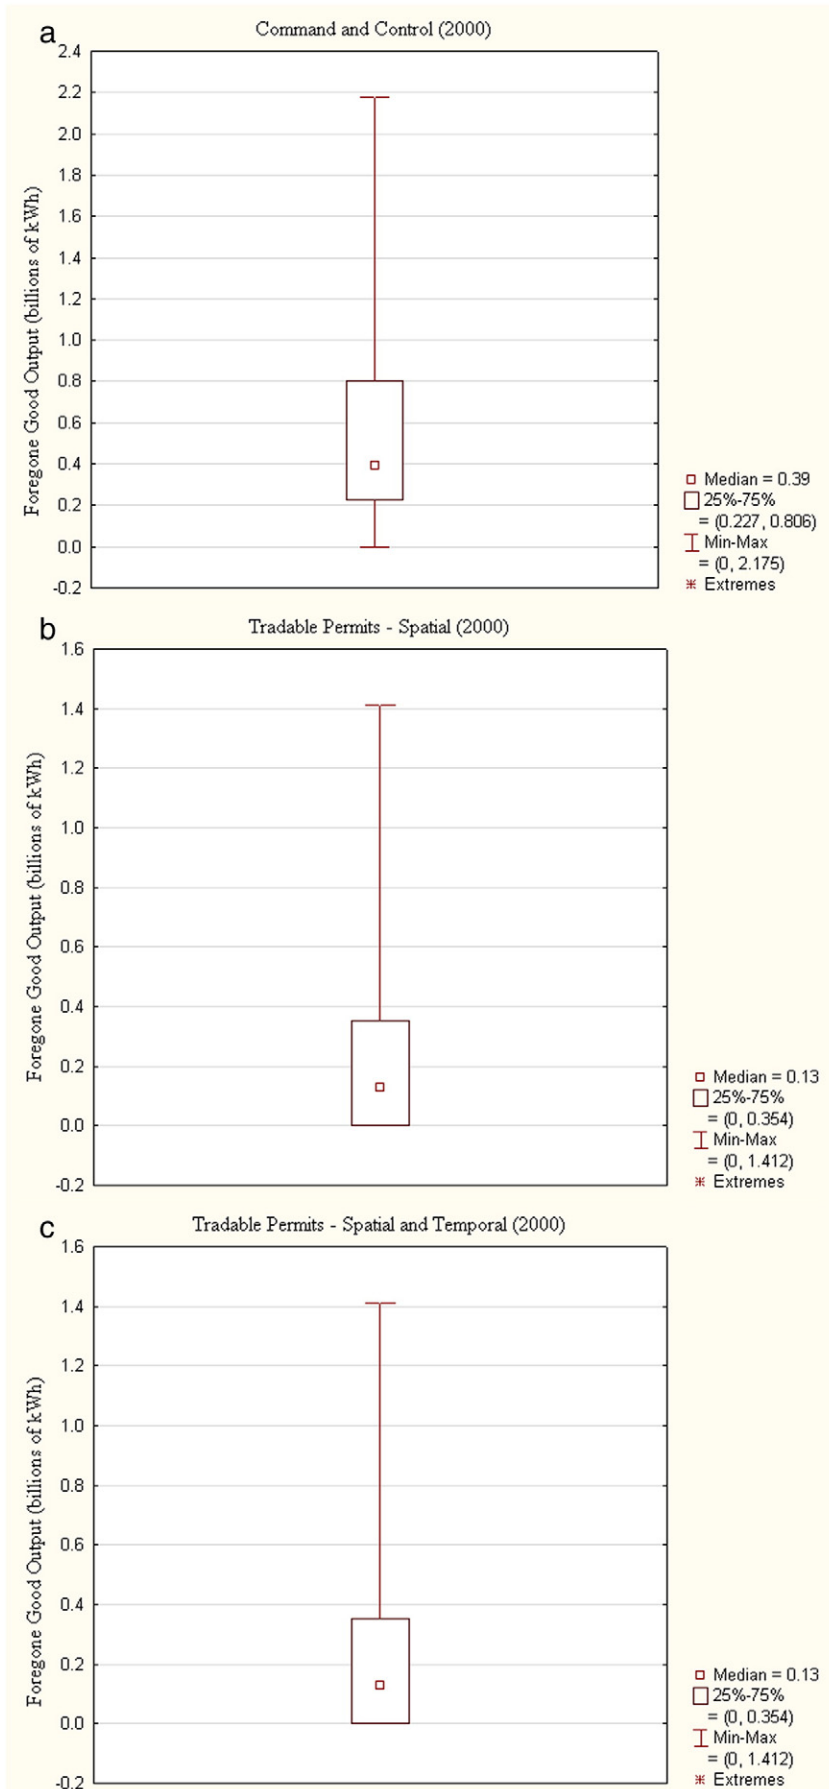 a
Command and Control (2000)
2.4
2.2
2.0
1.8
1.6
1.4
1.2
1.0
0.8
0.6
0.4
0.2
0.0
-0.2
Foregone Good Output (billions of kWh)
Median = 0.39
25%-75%
= (0.227, 0.806)
Min-Max
= (0, 2.175)
Extremes
b
Tradable Permits - Spatial (2000)
1.6
1.4
1.2
1.0
0.8
0.6
0.4
0.2
0.0
-0.2
Foregone Good Output (billions of kWh)
Median = 0.13
25%-75%
= (0, 0.354)
Min-Max
= (0, 1.412)
Extremes
c
Tradable Permits - Spatial and Temporal (2000)
1.6
1.4
1.2
1.0
0.8
0.6
0.4
0.2
0.0
-0.2
Foregone Good Output (billions of kWh)
Median = 0.13
25%-75%
= (0, 0.354)
Min-Max
= (0, 1.412)
Extremes